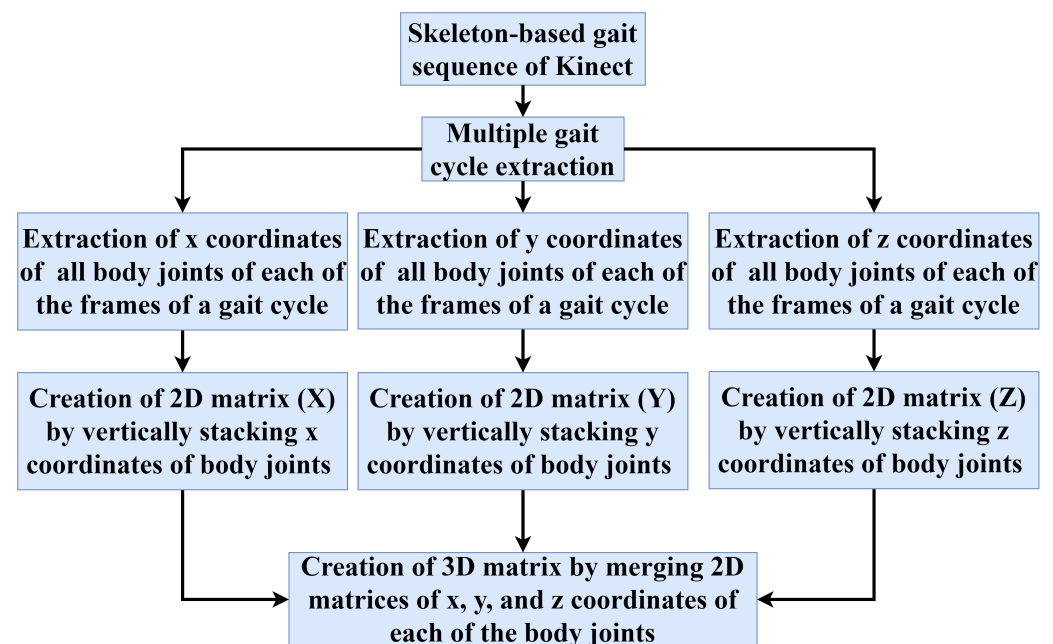 Skeleton-based gait
sequence of Kinect
Multiple gait
cycle extraction
Extraction of x coordinates
of all body joints of each of
the frames of a gait cycle
Extraction of y coordinates
of all body joints of each of
the frames of a gait cycle
Extraction of z coordinates
of all body joints of each of
the frames of a gait cycle
Creation of 2D matrix (X)
by vertically stacking x
coordinates of body joints
Creation of 2D matrix (Y)
by vertically stacking y
coordinates of body joints
Creation of 2D matrix (Z)
by vertically stacking z
coordinates of body joints
Creation of 3D matrix by merging 2D
matrices of x, y, and z coordinates of
each of the body joints